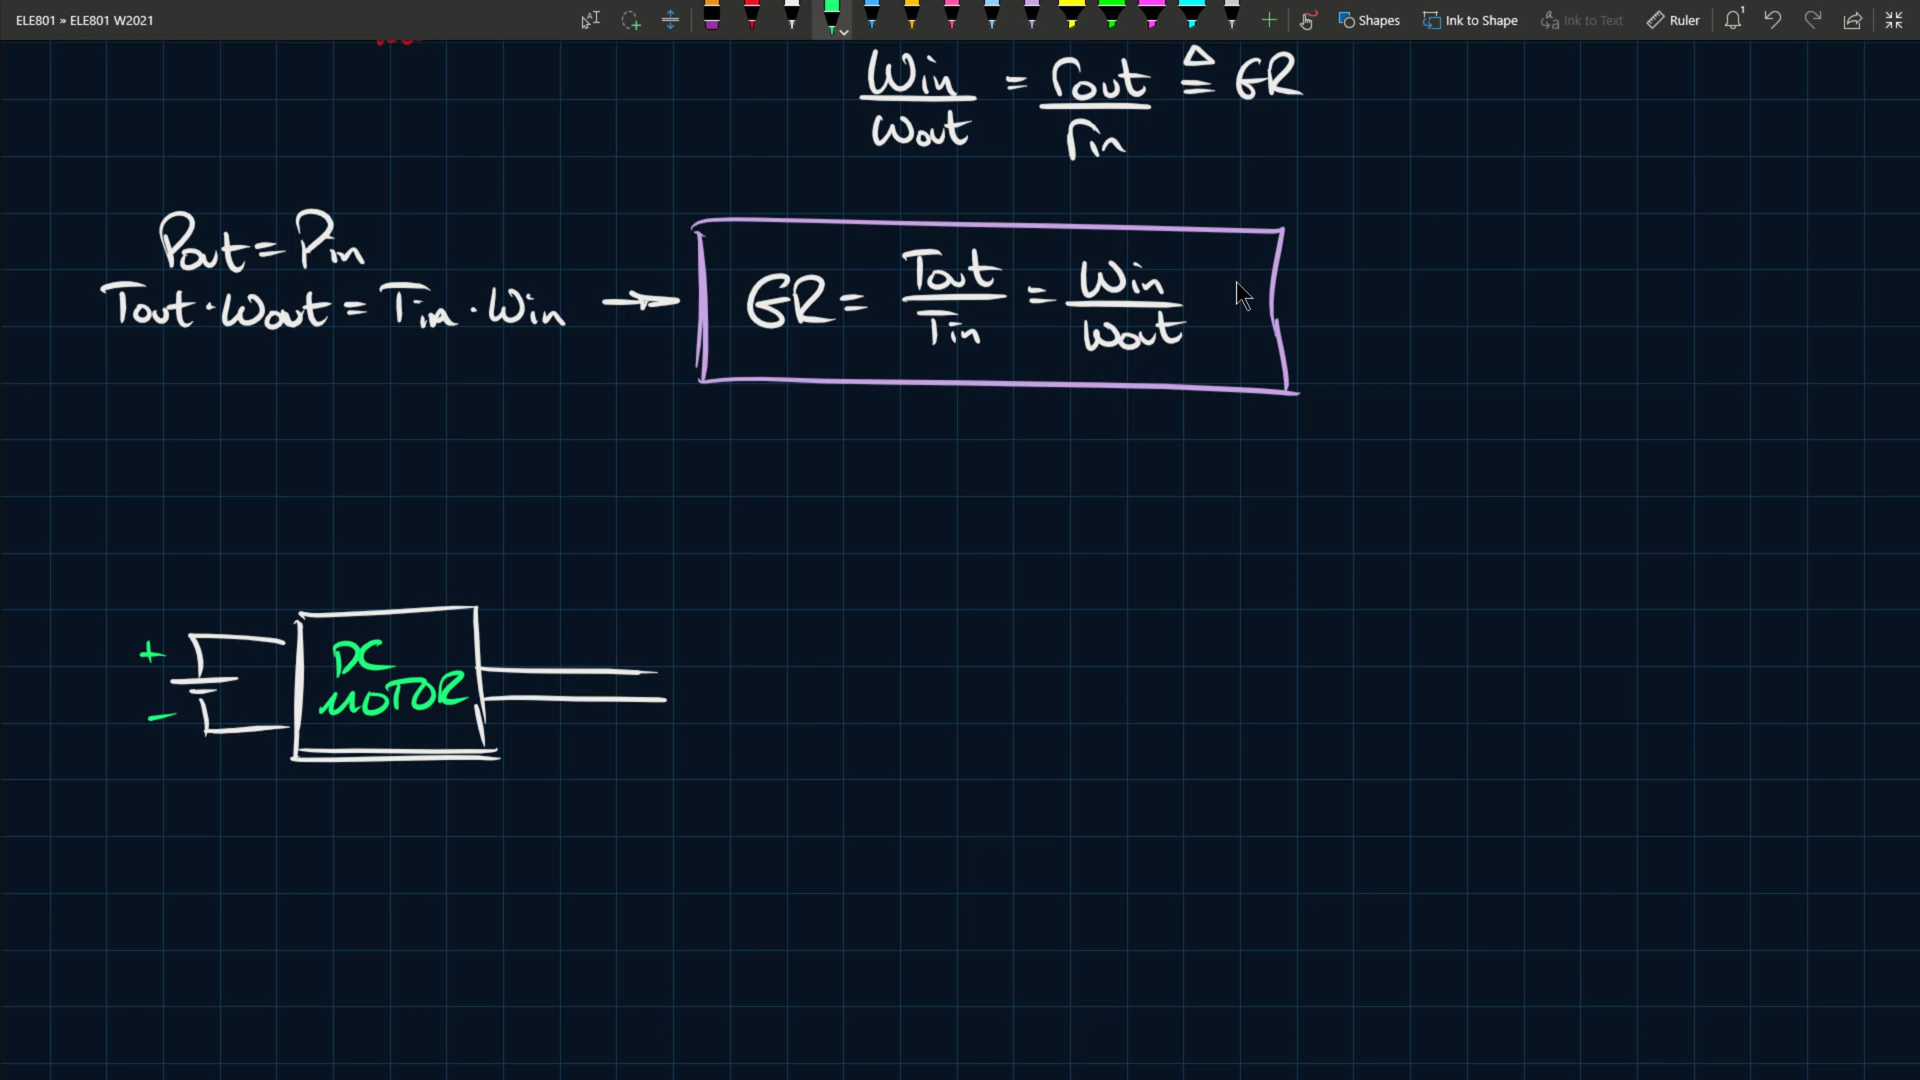 ELE801 » ELE801 W2021
Shapes
Ink to Shape
Ink to Text
Ruler
1
Win/Wout = rout/rin ≜ GR
Pout = Pin
Tout · Wout = Tin · Win → GR = Tout/Tin = Win/Wout
+
DC
MOTOR
-